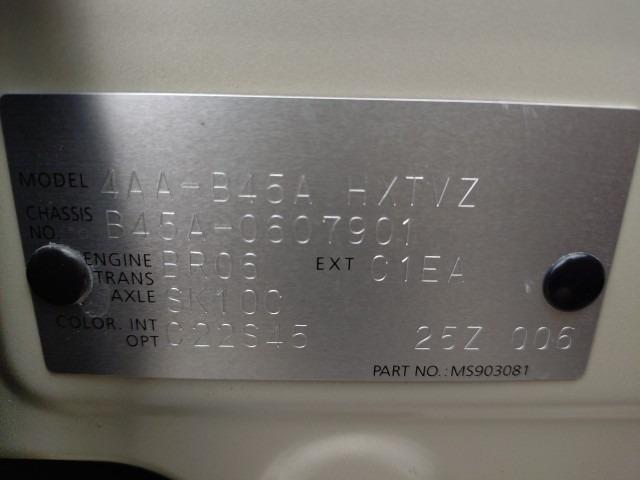 MODEL 4AA-B45A HXTVZ
CHASSIS NO. B45A-0607901
ENGINE BR06 EXT C1EA
TRANS AXLE SK10C
COLOR. INT OPT C22S45 25Z 006
PART NO.: MS903081